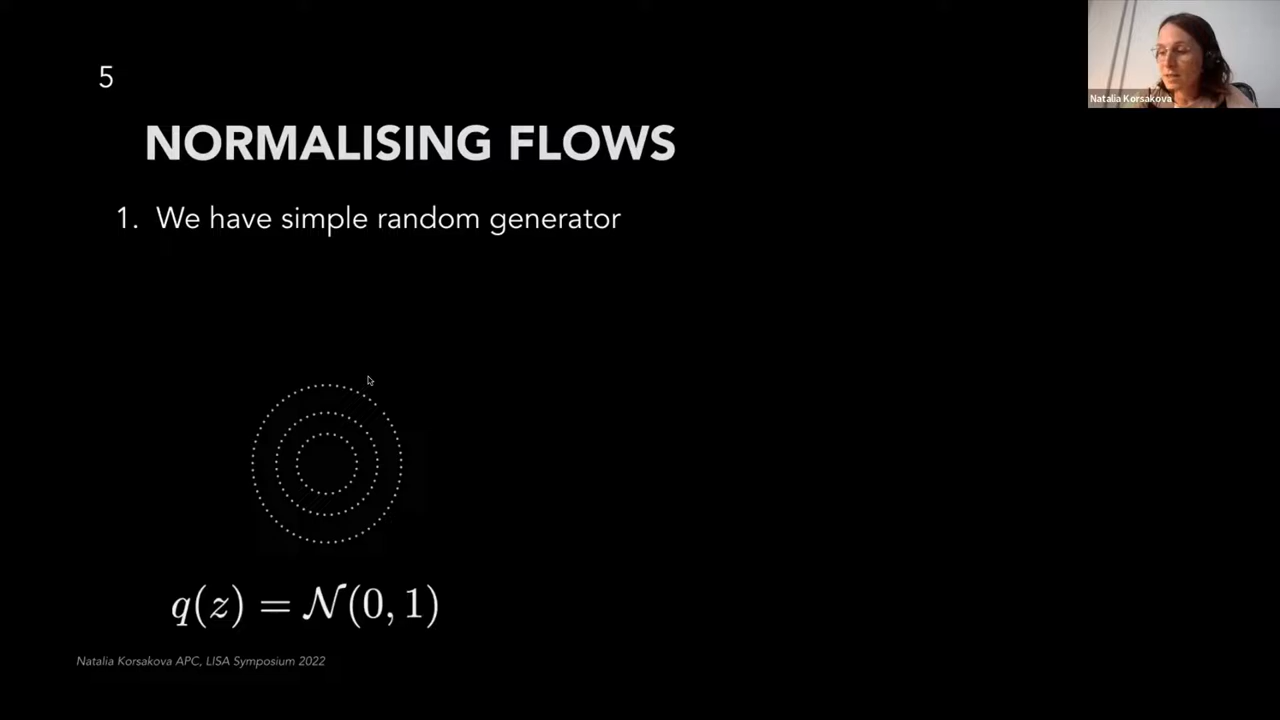 5
Natalia Korsakova
NORMALISING FLOWS
1. We have simple random generator
q(z) = 𝒩(0, 1)
Natalia Korsakova APC, LISA Symposium 2022